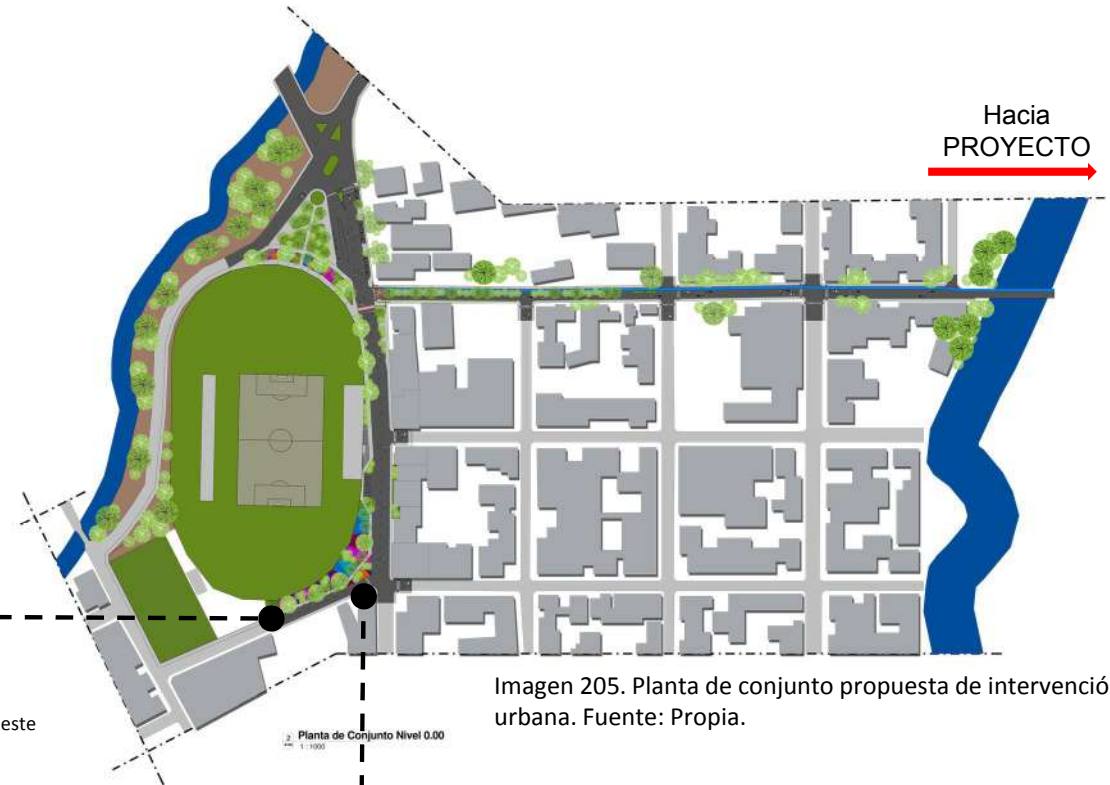 Hacia
PROYECTO
este
2 Planta de Conjunto Nivel 0.00
1 : 1000
Imagen 205. Planta de conjunto propuesta de intervenció
urbana. Fuente: Propia.